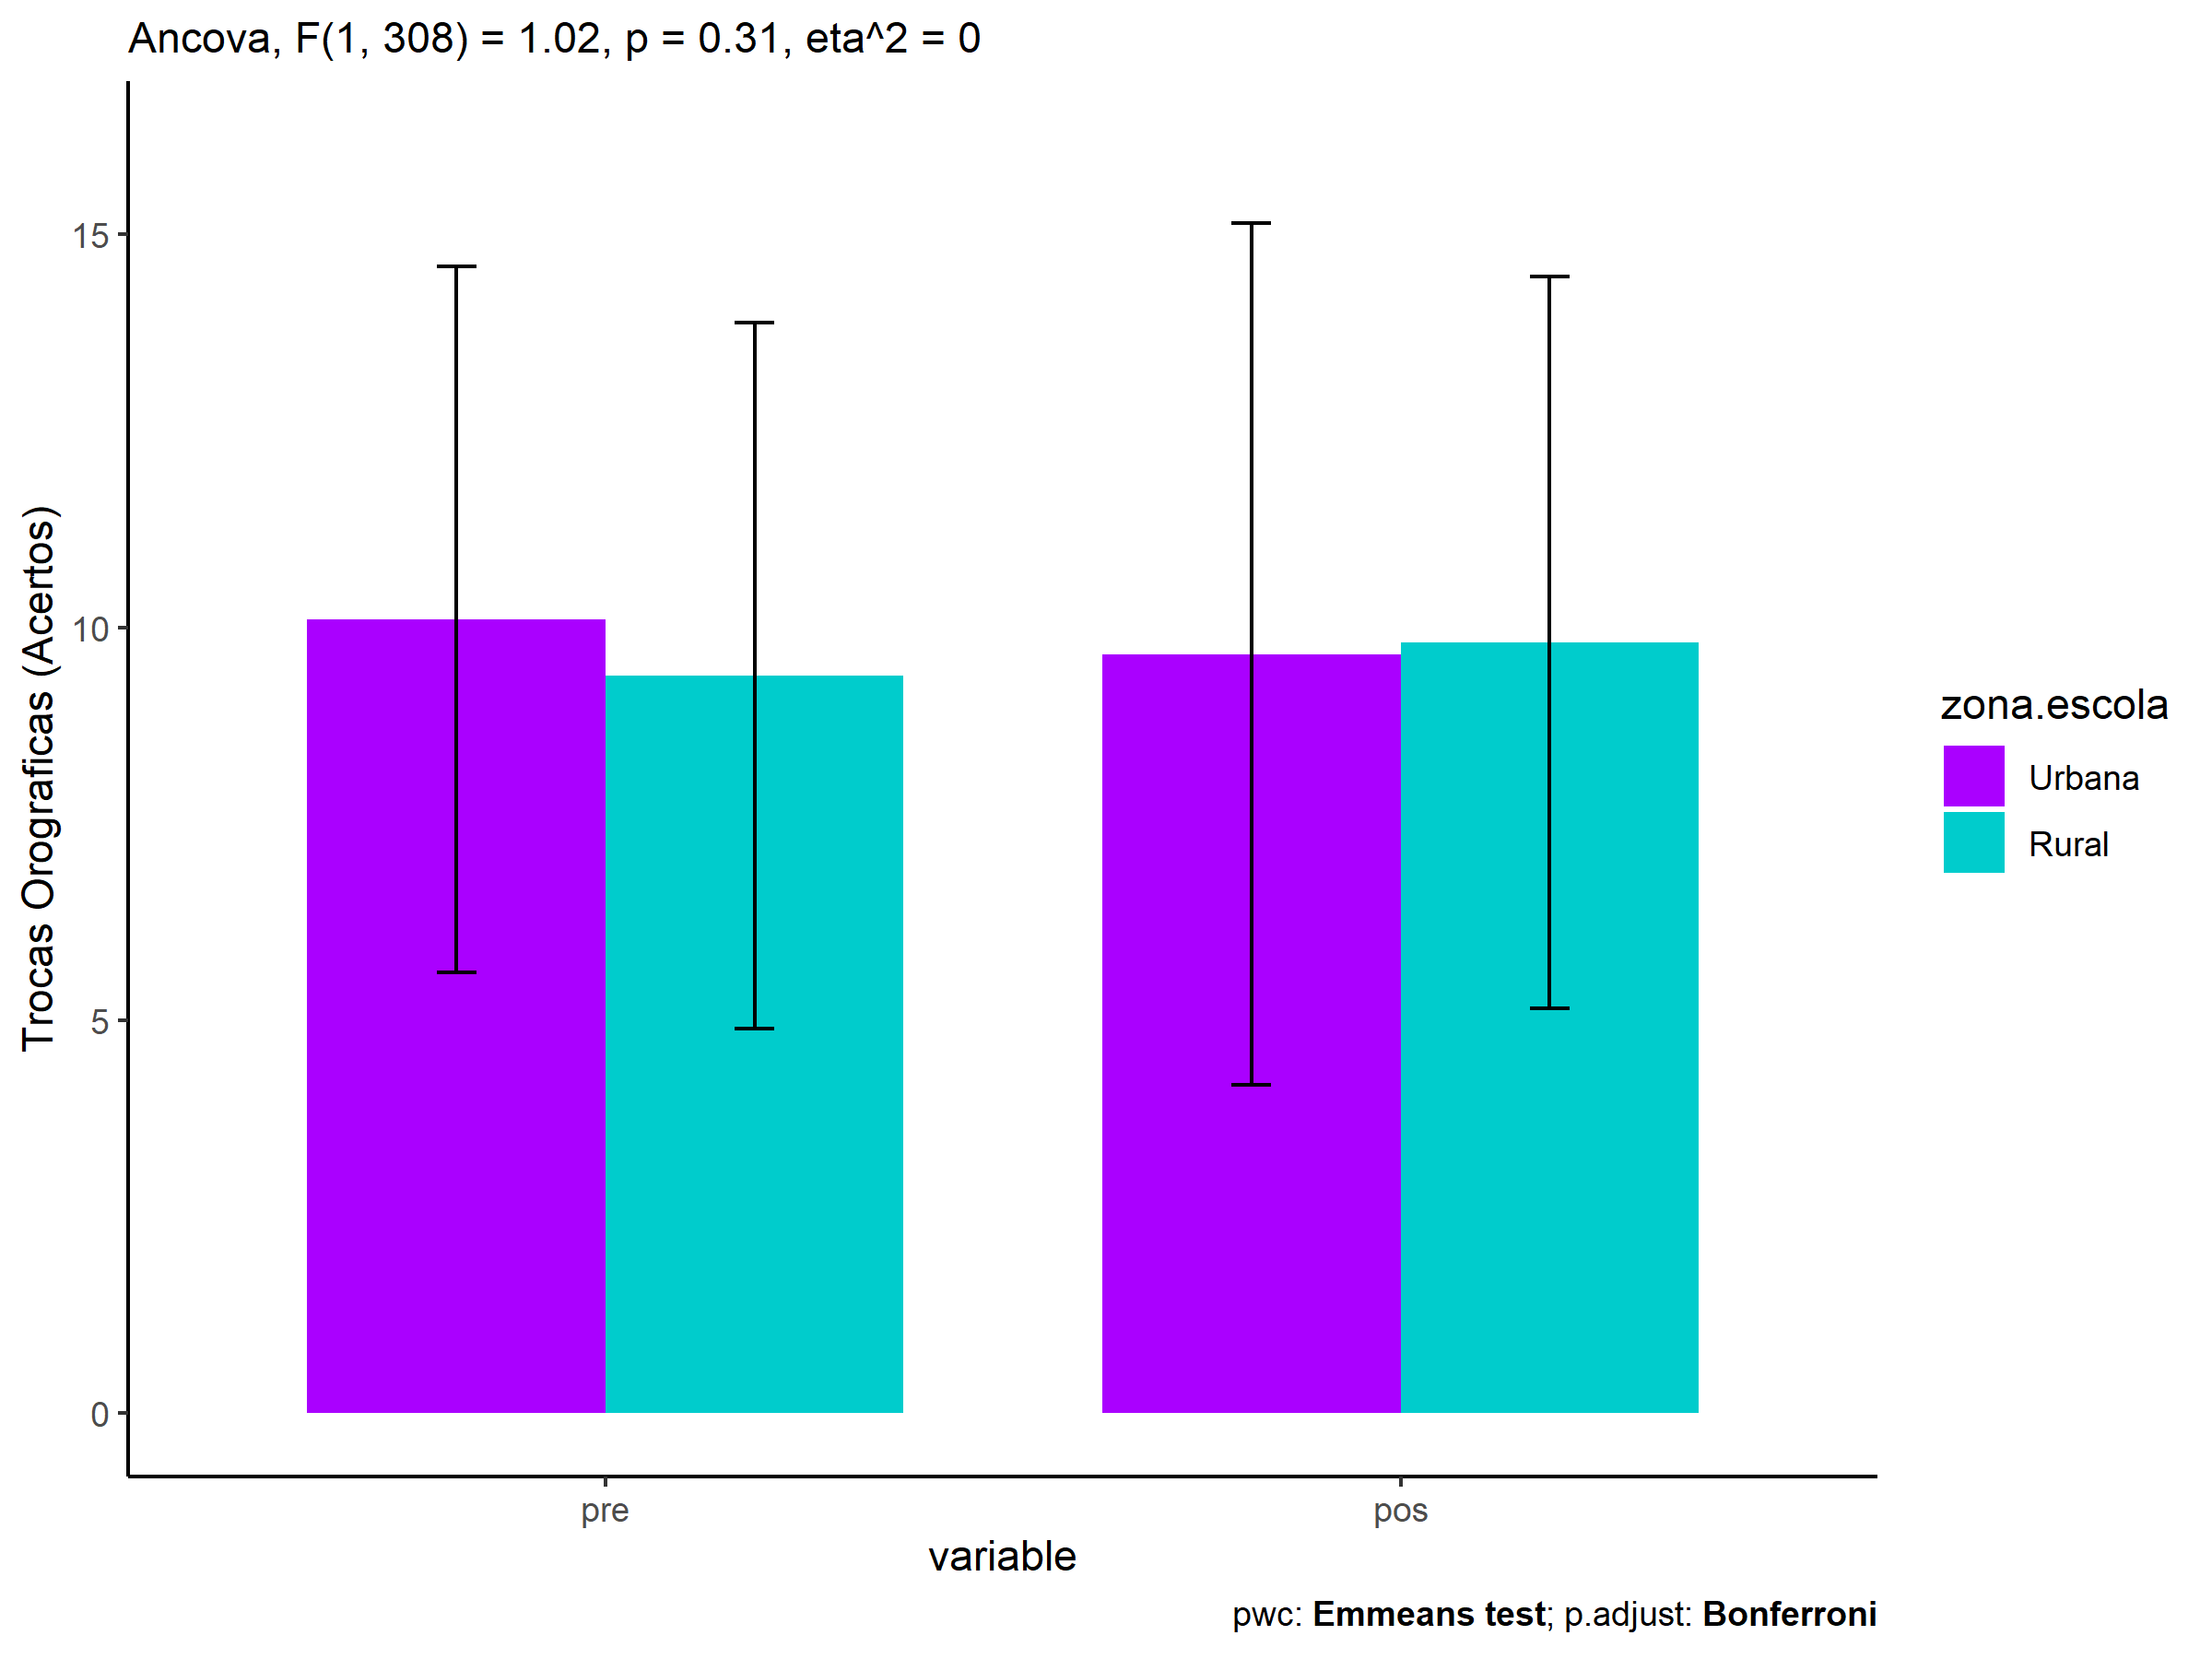 Ancova, F(1, 308) = 1.02, p = 0.31, eta^2 = 0
Trocas Orograficas (Acertos)
15
10
5
0
pre
pos
variable
zona.escola
Urbana
Rural
pwc: Emmeans test; p.adjust: Bonferroni